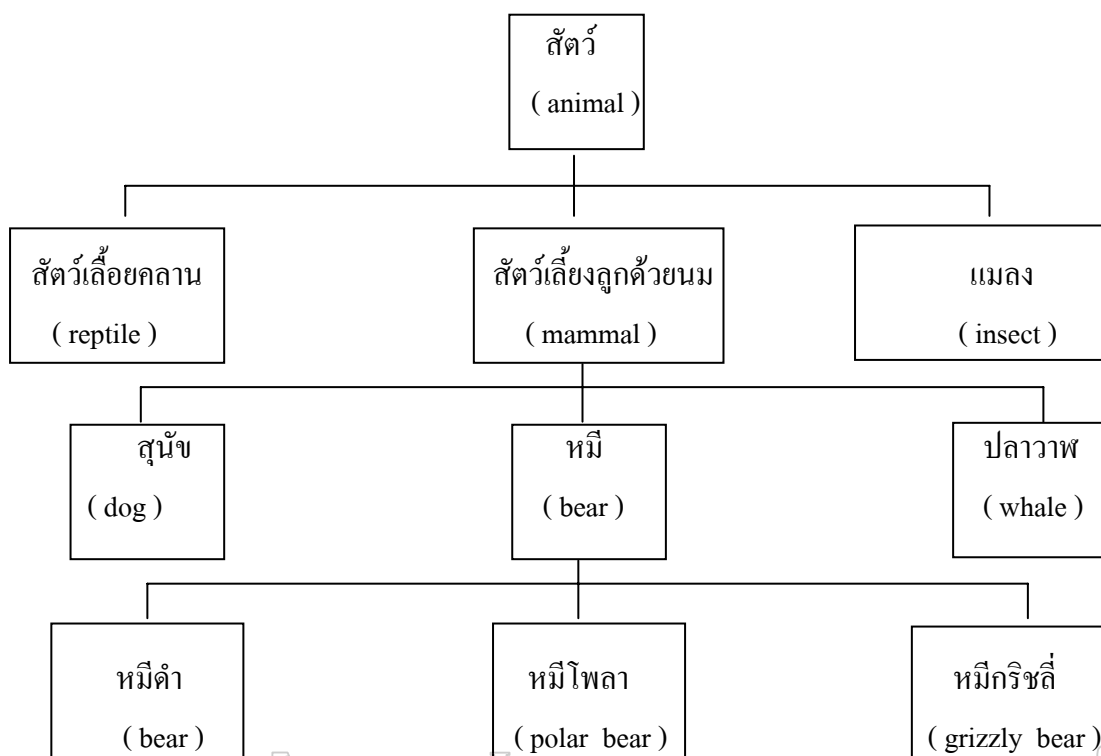 สัตว์
( animal )
สัตว์เลื้อยคลาน
( reptile )
สัตว์เลี้ยงลูกด้วยนม
( mammal )
แมลง
( insect )
สุนัข
( dog )
หมี
( bear )
ปลาวาฬ
( whale )
หมีดำ
( bear )
หมีโพลา
( polar bear )
หมีกริซลี่
( grizzly bear )